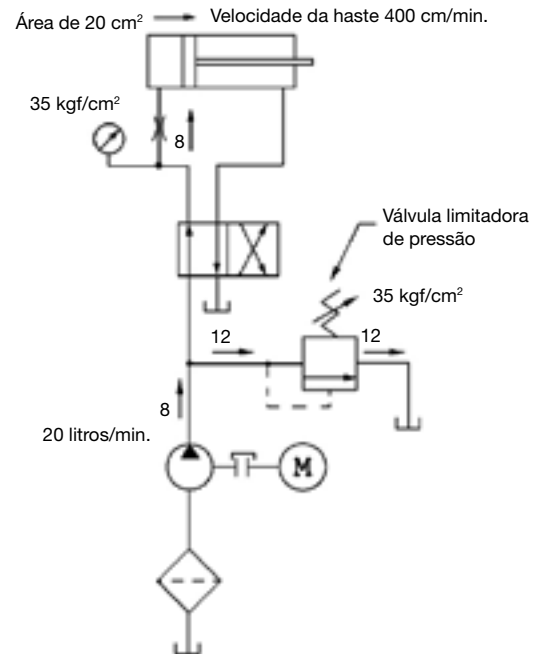 Área de 20 cm²
Velocidade da haste 400 cm/min.
35 kgf/cm²
8
Válvula limitadora
de pressão
35 kgf/cm²
12
12
8
20 litros/min.
M